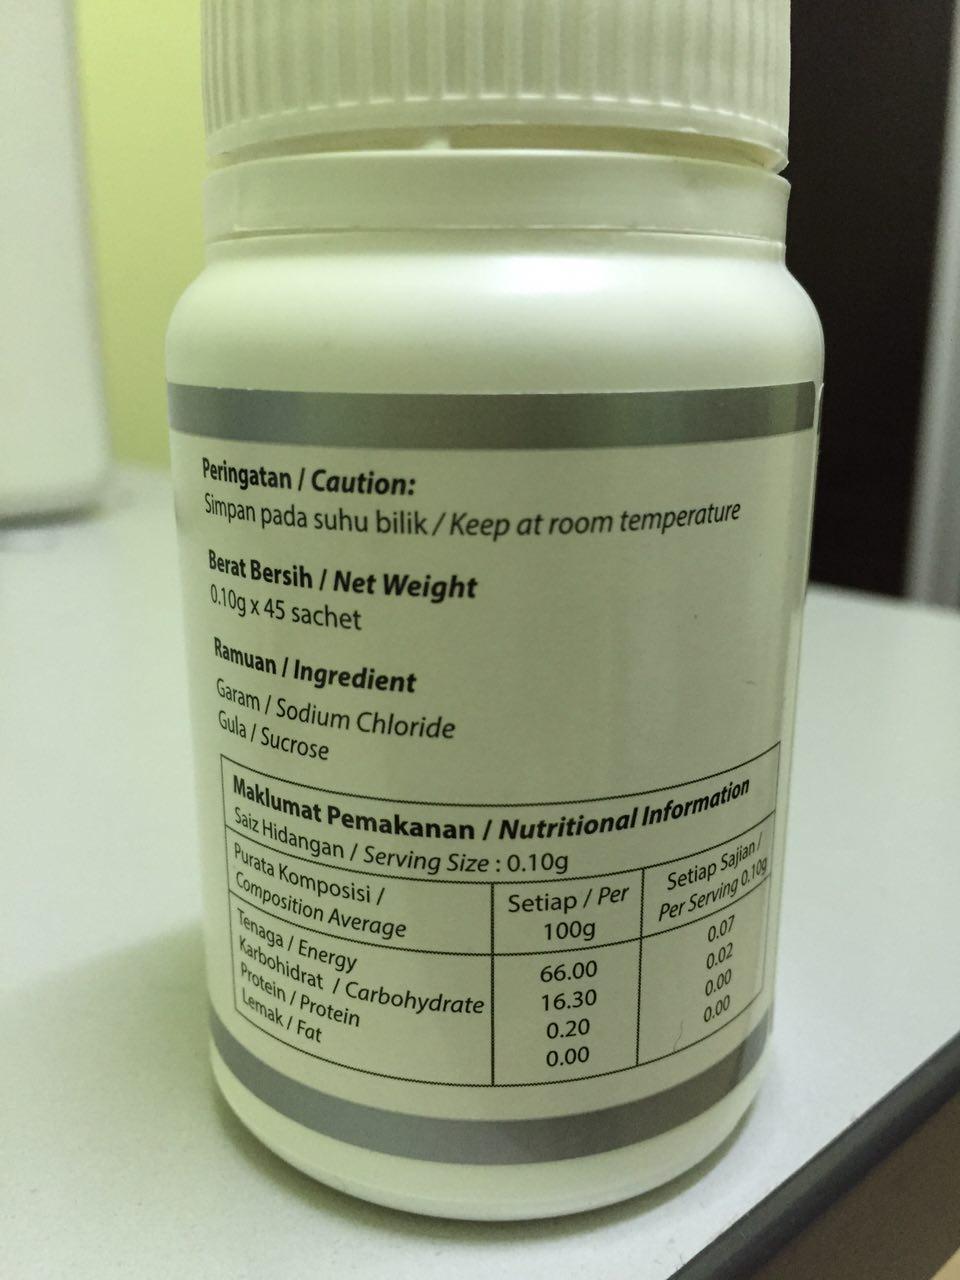 Peringatan / Caution:
Simpan pada suhu bilik / Keep at room temperature
Berat Bersih / Net Weight
0.10g x 45 sachet
Ramuan / Ingredient
Garam / Sodium Chloride
Gula / Sucrose
Maklumat Pemakanan / Nutritional Information
Saiz Hidangan / Serving Size : 0.10g
Purata Komposisi /
Composition Average
Setiap / Per
100g
Setiap Sajian /
Per Serving 0.10g
Tenaga / Energy 66.00 0.07
Karbohidrat / Carbohydrate 16.30 0.02
Protein / Protein 0.20 0.00
Lemak / Fat 0.00 0.00